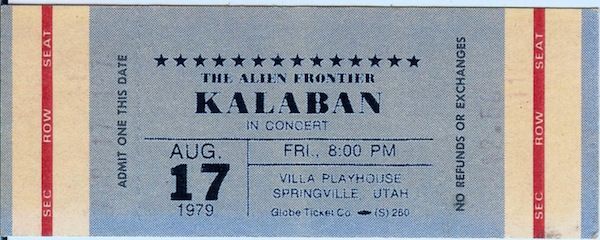 SEC ROW SEAT
ADMIT ONE THIS DATE
★★★★★★★★★★★★★★
THE ALIEN FRONTIER
KALABAN
IN CONCERT
AUG.
17
1979
FRI., 8:00 PM
VILLA PLAYHOUSE
SPRINGVILLE, UTAH
Globe Ticket Co. (S) 250
NO REFUNDS OR EXCHANGES
SEC ROW SEAT